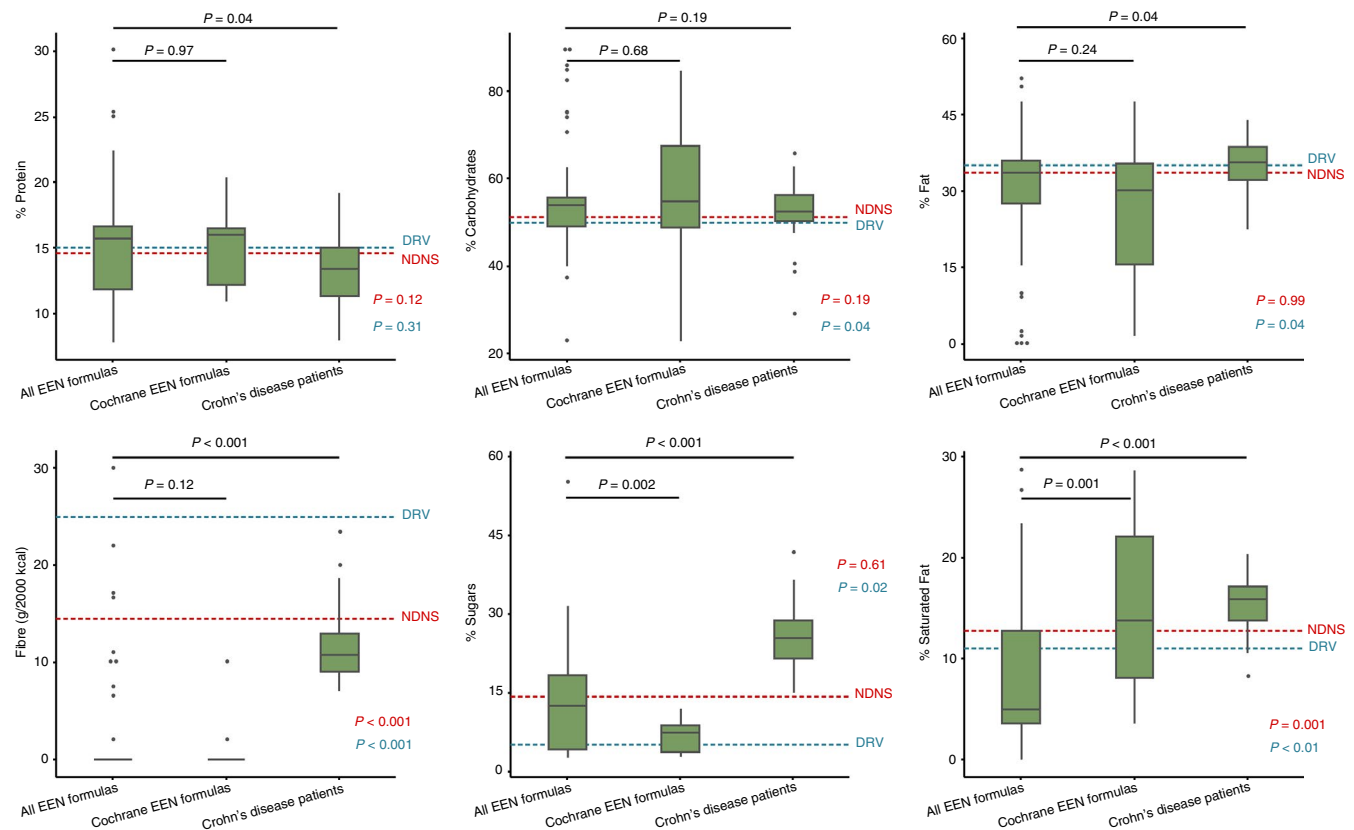 P = 0.04
P = 0.97
% Protein
30
25
20
15
10
DRV
NDNS
P = 0.12
P = 0.31
All EEN formulas
Cochrane EEN formulas
Crohn's disease patients
P = 0.19
P = 0.68
% Carbohydrates
80
60
40
20
NDNS
DRV
P = 0.19
P = 0.04
All EEN formulas
Cochrane EEN formulas
Crohn's disease patients
P = 0.04
P = 0.24
% Fat
60
45
30
15
0
DRV
NDNS
P = 0.99
P = 0.04
All EEN formulas
Cochrane EEN formulas
Crohn's disease patients
P < 0.001
P = 0.12
Fibre (g/2000 kcal)
30
20
10
0
DRV
NDNS
P < 0.001
P < 0.001
All EEN formulas
Cochrane EEN formulas
Crohn's disease patients
P < 0.001
P = 0.002
% Sugars
60
45
30
15
0
P = 0.61
P = 0.02
NDNS
DRV
All EEN formulas
Cochrane EEN formulas
Crohn's disease patients
P < 0.001
P = 0.001
% Saturated Fat
30
20
10
0
NDNS
DRV
P = 0.001
P < 0.01
All EEN formulas
Cochrane EEN formulas
Crohn's disease patients